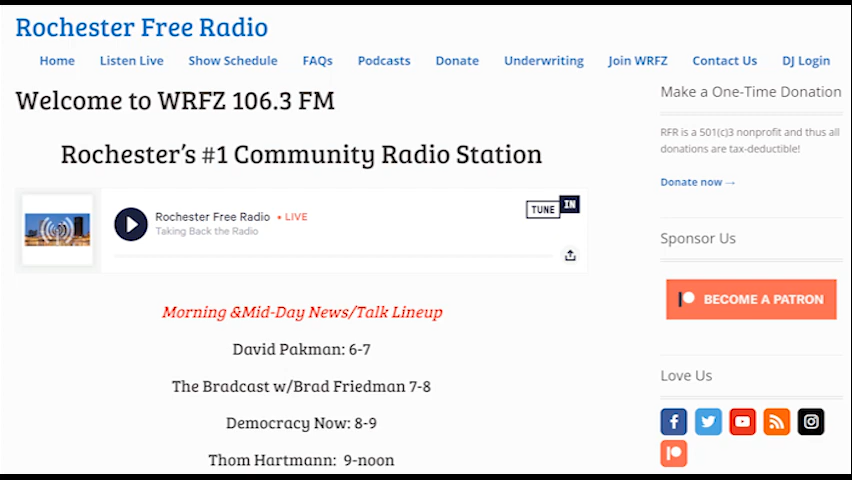 Rochester Free Radio
Home Listen Live Show Schedule FAQs Podcasts Donate Underwriting Join WRFZ Contact Us DJ Login
Welcome to WRFZ 106.3 FM
Rochester's #1 Community Radio Station
Rochester Free Radio • LIVE
Taking Back the Radio
TUNE IN
Morning &Mid-Day News/Talk Lineup
David Pakman: 6-7
The Bradcast w/Brad Friedman 7-8
Democracy Now: 8-9
Thom Hartmann: 9-noon
Make a One-Time Donation
RFR is a 501(c)3 nonprofit and thus all
donations are tax-deductible!
Donate now →
Sponsor Us
BECOME A PATRON
Love Us